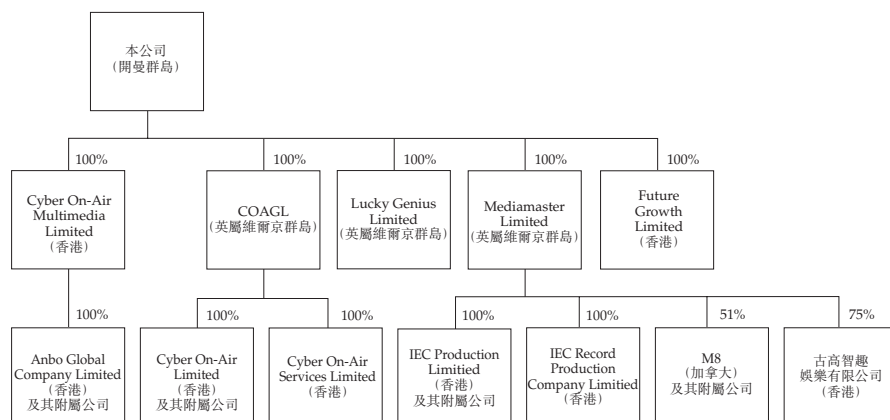 本公司
(開曼群島)
100%
100%
100%
100%
100%
Cyber On-Air
Multimedia
Limited
(香港)
COAGL
(英屬維爾京群島)
Lucky Genius
Limited
(英屬維爾京群島)
Mediamaster
Limited
(英屬維爾京群島)
Future
Growth
Limited
(香港)
100%
100%
100%
100%
100%
51%
75%
Anbo Global
Company Limited
(香港)
及其附屬公司
Cyber On-Air
Limited
(香港)
及其附屬公司
Cyber On-Air
Services Limited
(香港)
IEC Production
Limitied
(香港)
及其附屬公司
IEC Record
Production
Company Limitied
(香港)
M8
(加拿大)
及其附屬公司
古高智趣
娛樂有限公司
(香港)